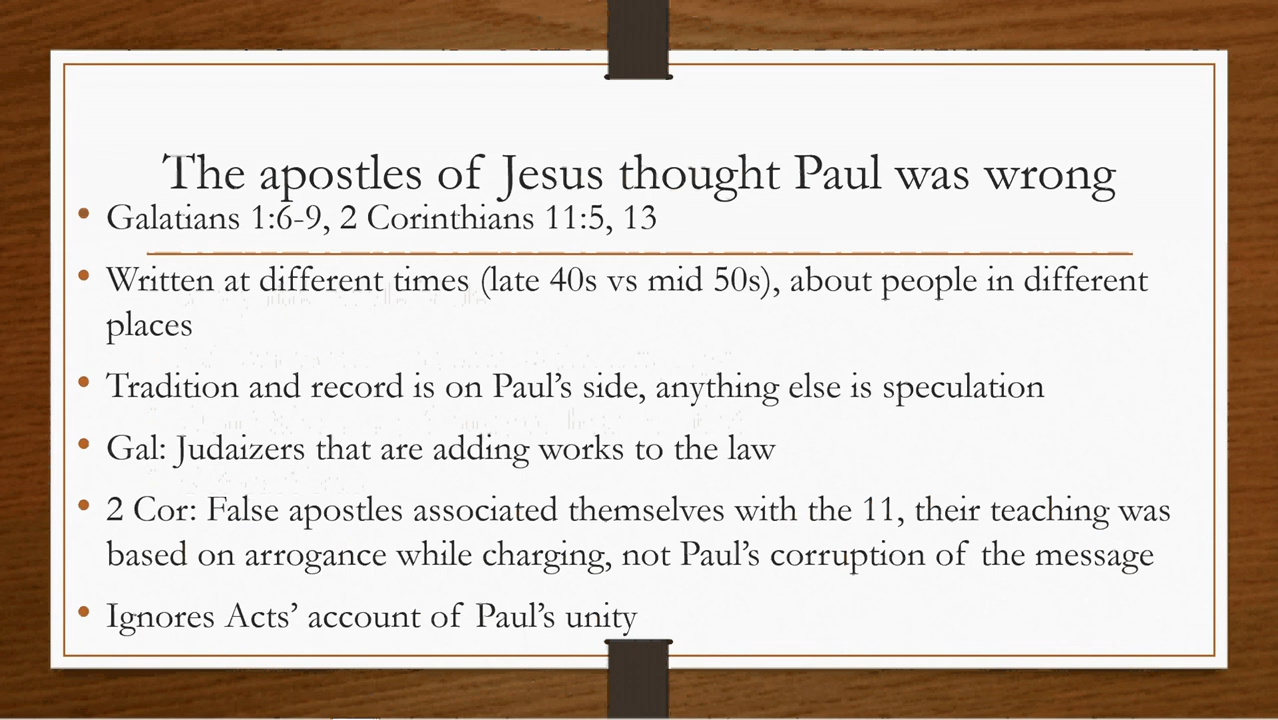 The apostles of Jesus thought Paul was wrong
• Galatians 1:6-9, 2 Corinthians 11:5, 13
• Written at different times (late 40s vs mid 50s), about people in different
places
• Tradition and record is on Paul’s side, anything else is speculation
• Gal: Judaizers that are adding works to the law
• 2 Cor: False apostles associated themselves with the 11, their teaching was
based on arrogance while charging, not Paul’s corruption of the message
• Ignores Acts’ account of Paul’s unity